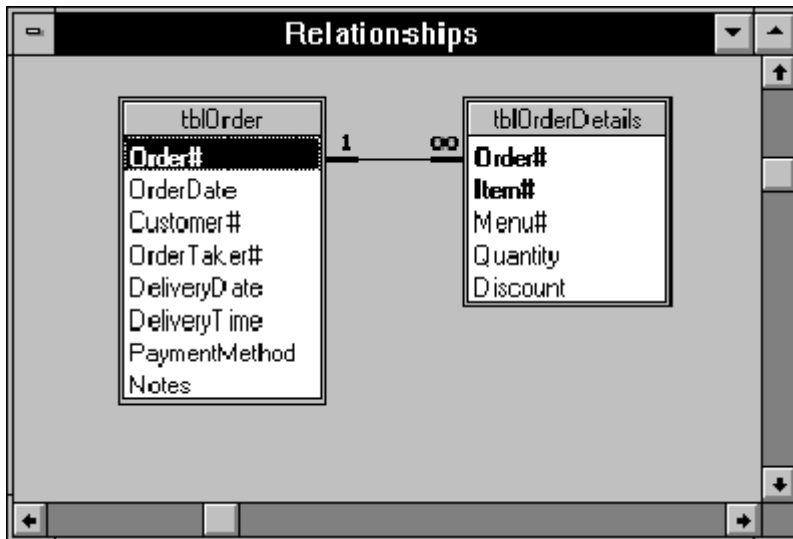 Relationships
tblOrder
Order#
OrderDate
Customer#
OrderTaker#
DeliveryDate
DeliveryTime
PaymentMethod
Notes
1 ∞
tblOrderDetails
Order#
Item#
Menu#
Quantity
Discount